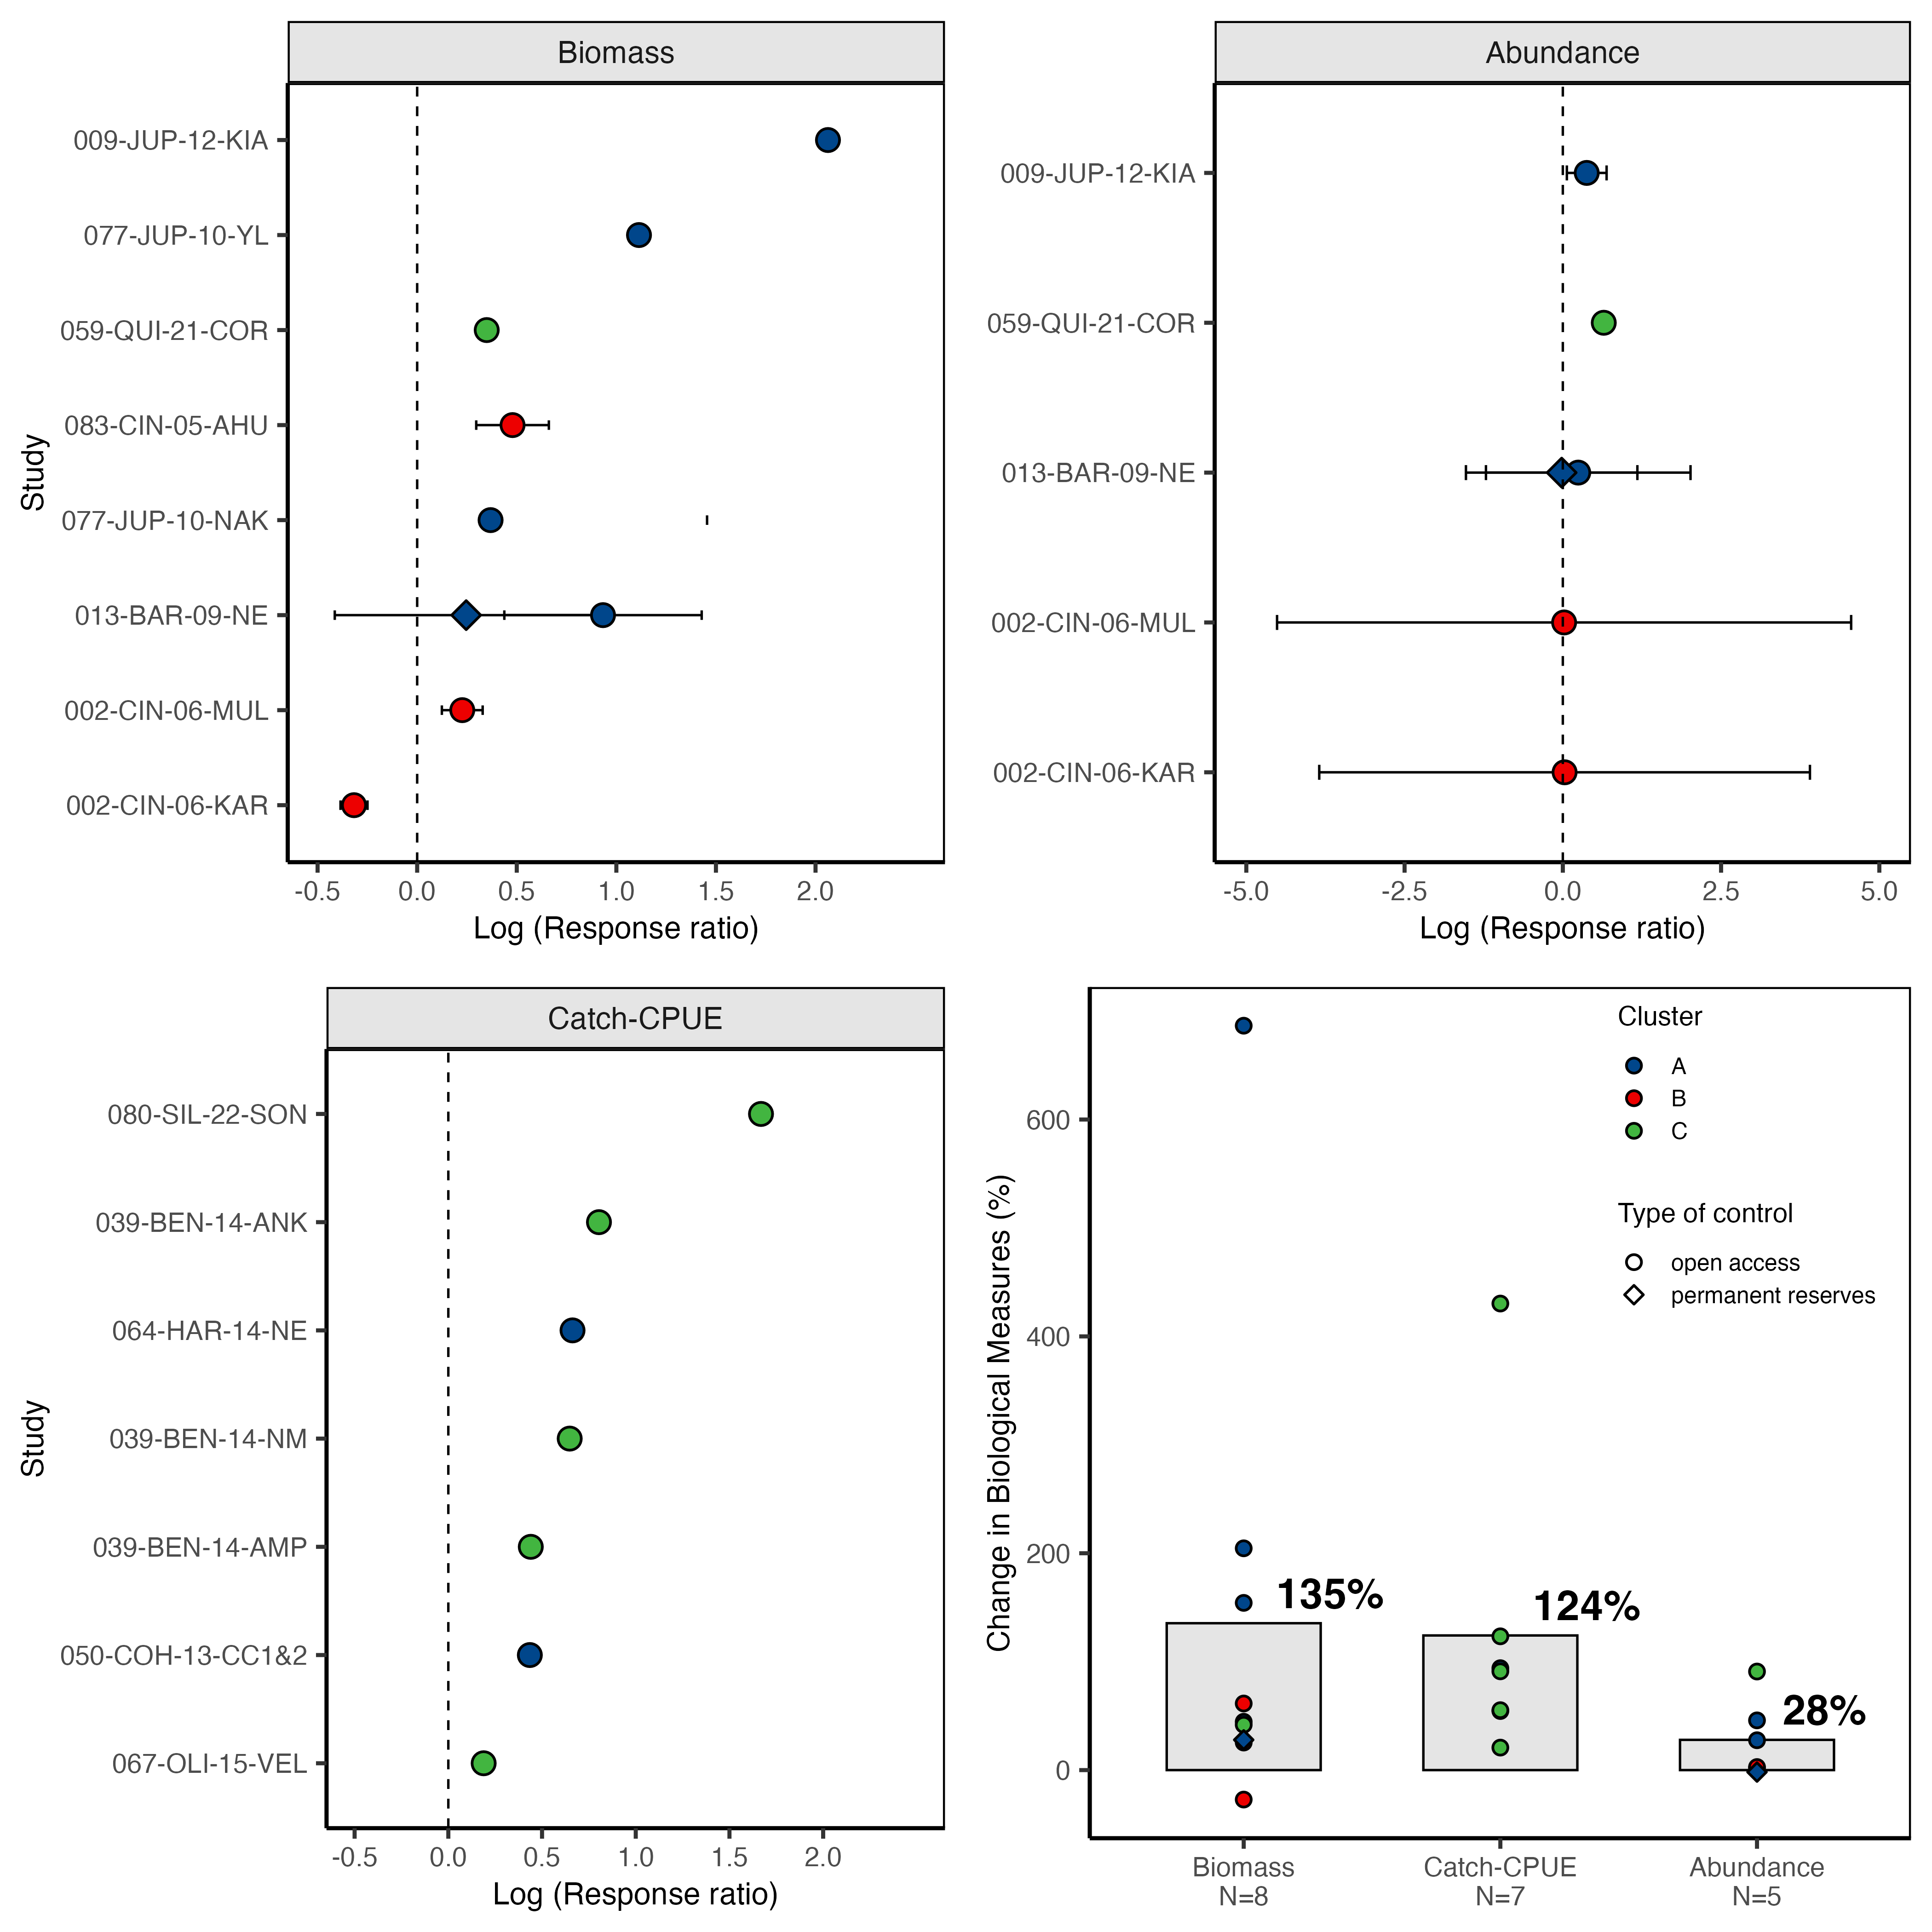 Biomass
Study
009-JUP-12-KIA
077-JUP-10-YL
059-QUI-21-COR
083-CIN-05-AHU
077-JUP-10-NAK
013-BAR-09-NE
002-CIN-06-MUL
002-CIN-06-KAR
-0.5 0.0 0.5 1.0 1.5 2.0
Log (Response ratio)
Abundance
009-JUP-12-KIA
059-QUI-21-COR
013-BAR-09-NE
002-CIN-06-MUL
002-CIN-06-KAR
-5.0 -2.5 0.0 2.5 5.0
Log (Response ratio)
Catch-CPUE
Study
080-SIL-22-SON
039-BEN-14-ANK
064-HAR-14-NE
039-BEN-14-NM
039-BEN-14-AMP
050-COH-13-CC1&2
067-OLI-15-VEL
-0.5 0.0 0.5 1.0 1.5 2.0
Log (Response ratio)
Change in Biological Measures (%)
600
400
200
0
Cluster
A
B
C
Type of control
open access
permanent reserves
135%
124%
28%
Biomass Catch-CPUE Abundance
N=8 N=7 N=5